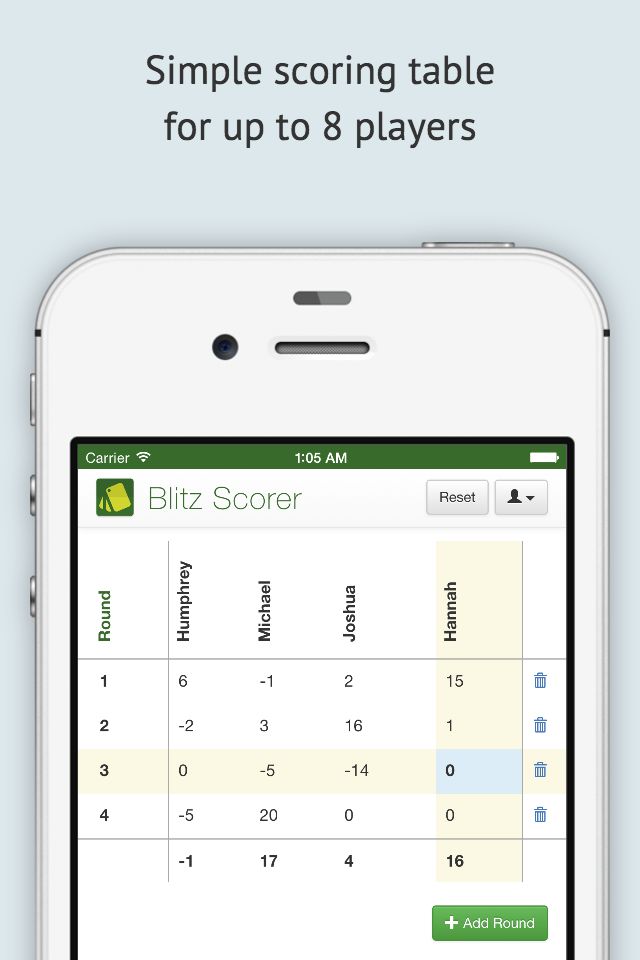 Simple scoring table
for up to 8 players
Carrier 1:05 AM
Blitz Scorer Reset
Round Humphrey Michael Joshua Hannah
1 6 -1 2 15
2 -2 3 16 1
3 0 -5 -14 0
4 -5 20 0 0
-1 17 4 16
Add Round